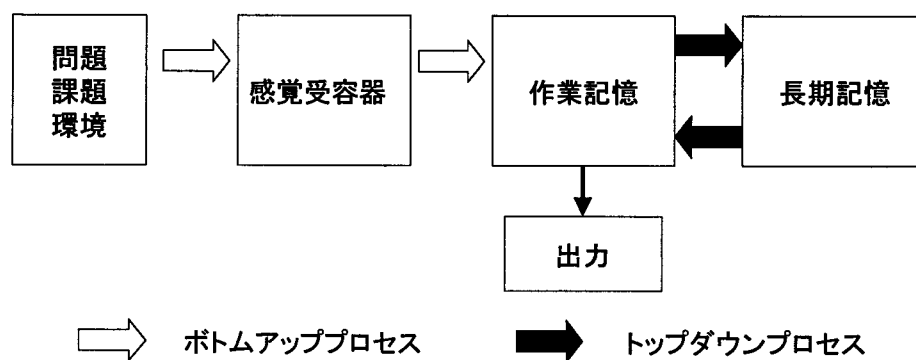 問題
課題
環境
感覚受容器
作業記憶
長期記憶
出力
ボトムアッププロセス
トップダウンプロセス